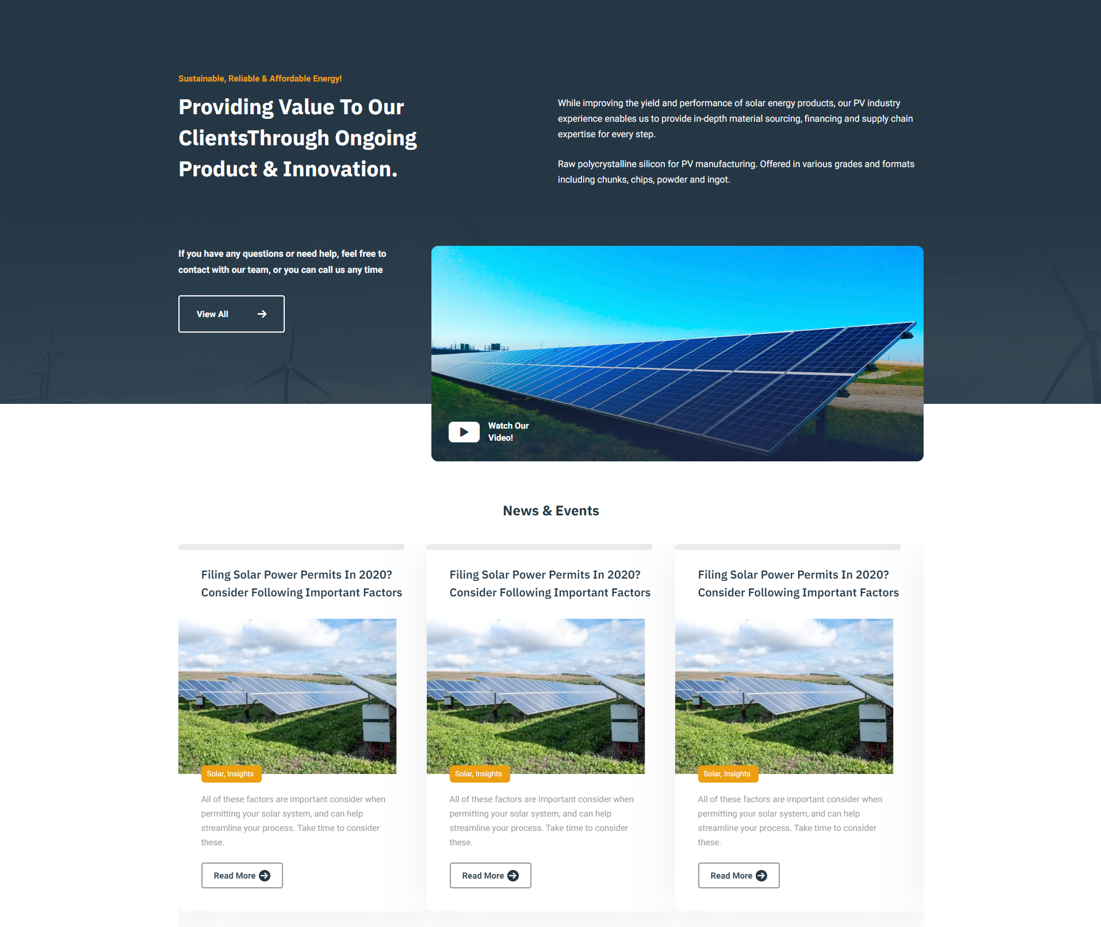 Sustainable, Reliable & Affordable Energy!
Providing Value To Our
ClientsThrough Ongoing
Product & Innovation.
While improving the yield and performance of solar energy products, our PV industry
experience enables us to provide in-depth material sourcing, financing and supply chain
expertise for every step.
Raw polycrystalline silicon for PV manufacturing. Offered in various grades and formats
including chunks, chips, powder and ingot.
If you have any questions or need help, feel free to
contact with our team, or you can call us any time
View All
Watch Our
Video!
News & Events
Filing Solar Power Permits In 2020?
Consider Following Important Factors
Solar, Insights
All of these factors are important consider when
permitting your solar system, and can help
streamline your process. Take time to consider
these.
Read More
Filing Solar Power Permits In 2020?
Consider Following Important Factors
Solar, Insights
All of these factors are important consider when
permitting your solar system, and can help
streamline your process. Take time to consider
these.
Read More
Filing Solar Power Permits In 2020?
Consider Following Important Factors
Solar, Insights
All of these factors are important consider when
permitting your solar system, and can help
streamline your process. Take time to consider
these.
Read More